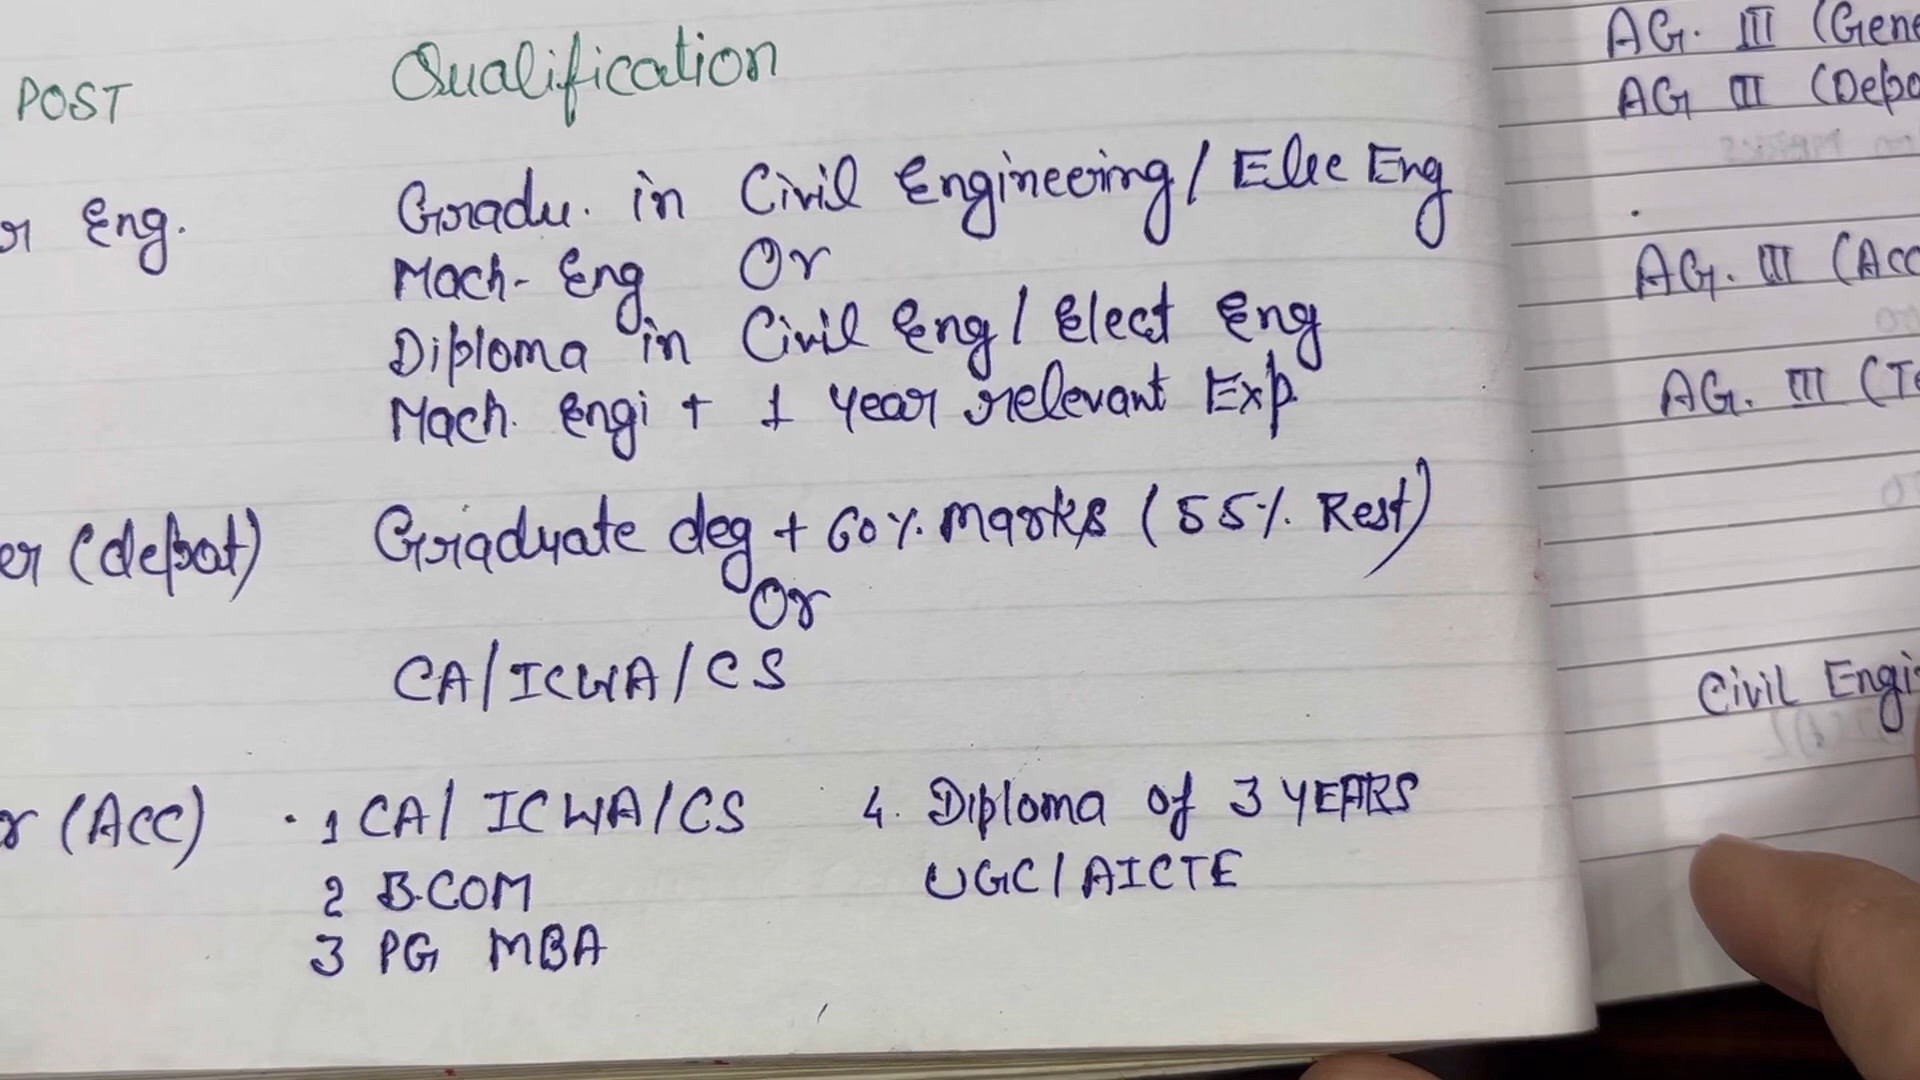 POST Qualification
Eng. Gradu. in Civil Engineering / Elec Eng
Mach- Eng Or
Diploma in Civil Eng / Elect Eng
Mach. Engi + 1 Year relevant Exp.
er (depot) Graduate deg + 60% Marks (55% Rest)
Or
CA/ICWA/CS
r (Acc) 1 CA/ ICWA/CS 4. Diploma of 3 YEARS
2 B.COM UGC/AICTE
3 PG MBA
AG. III (Gene
AG III (Depo
AG. III (Acc
AG. III (Te
Civil Engi